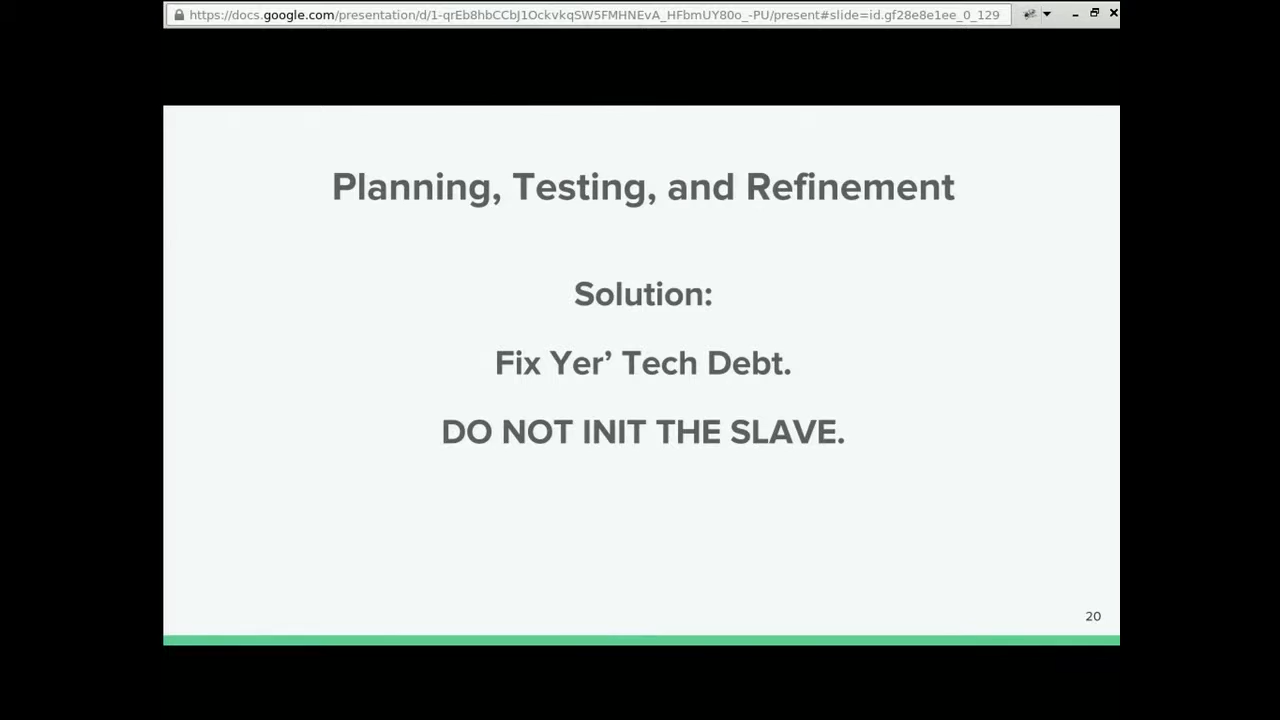 https://docs.google.com/presentation/d/1-qrEb8hbCCbJ1OckvkqSW5FMHNEvA_HFbmUY80o_-PU/present#slide=id.gf28e8e1ee_0_129
Planning, Testing, and Refinement
Solution:
Fix Yer’ Tech Debt.
DO NOT INIT THE SLAVE.
20